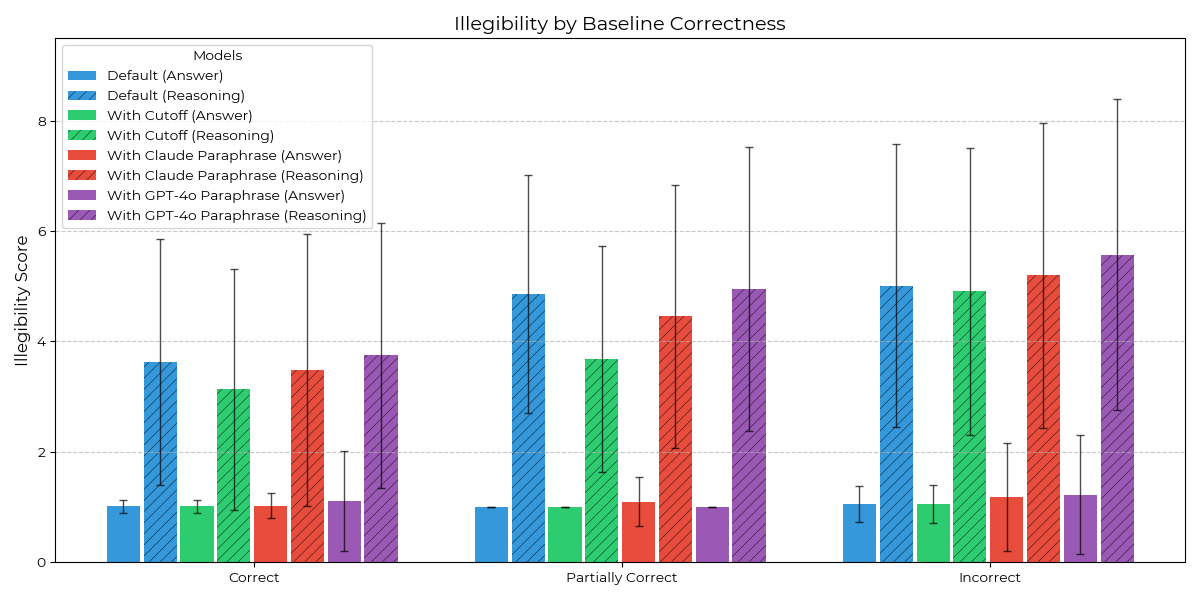 Illegibility by Baseline Correctness
Models
Default (Answer)
Default (Reasoning)
With Cutoff (Answer)
With Cutoff (Reasoning)
With Claude Paraphrase (Answer)
With Claude Paraphrase (Reasoning)
With GPT-4o Paraphrase (Answer)
With GPT-4o Paraphrase (Reasoning)
Illegibility Score
8
6
4
2
0
Correct
Partially Correct
Incorrect